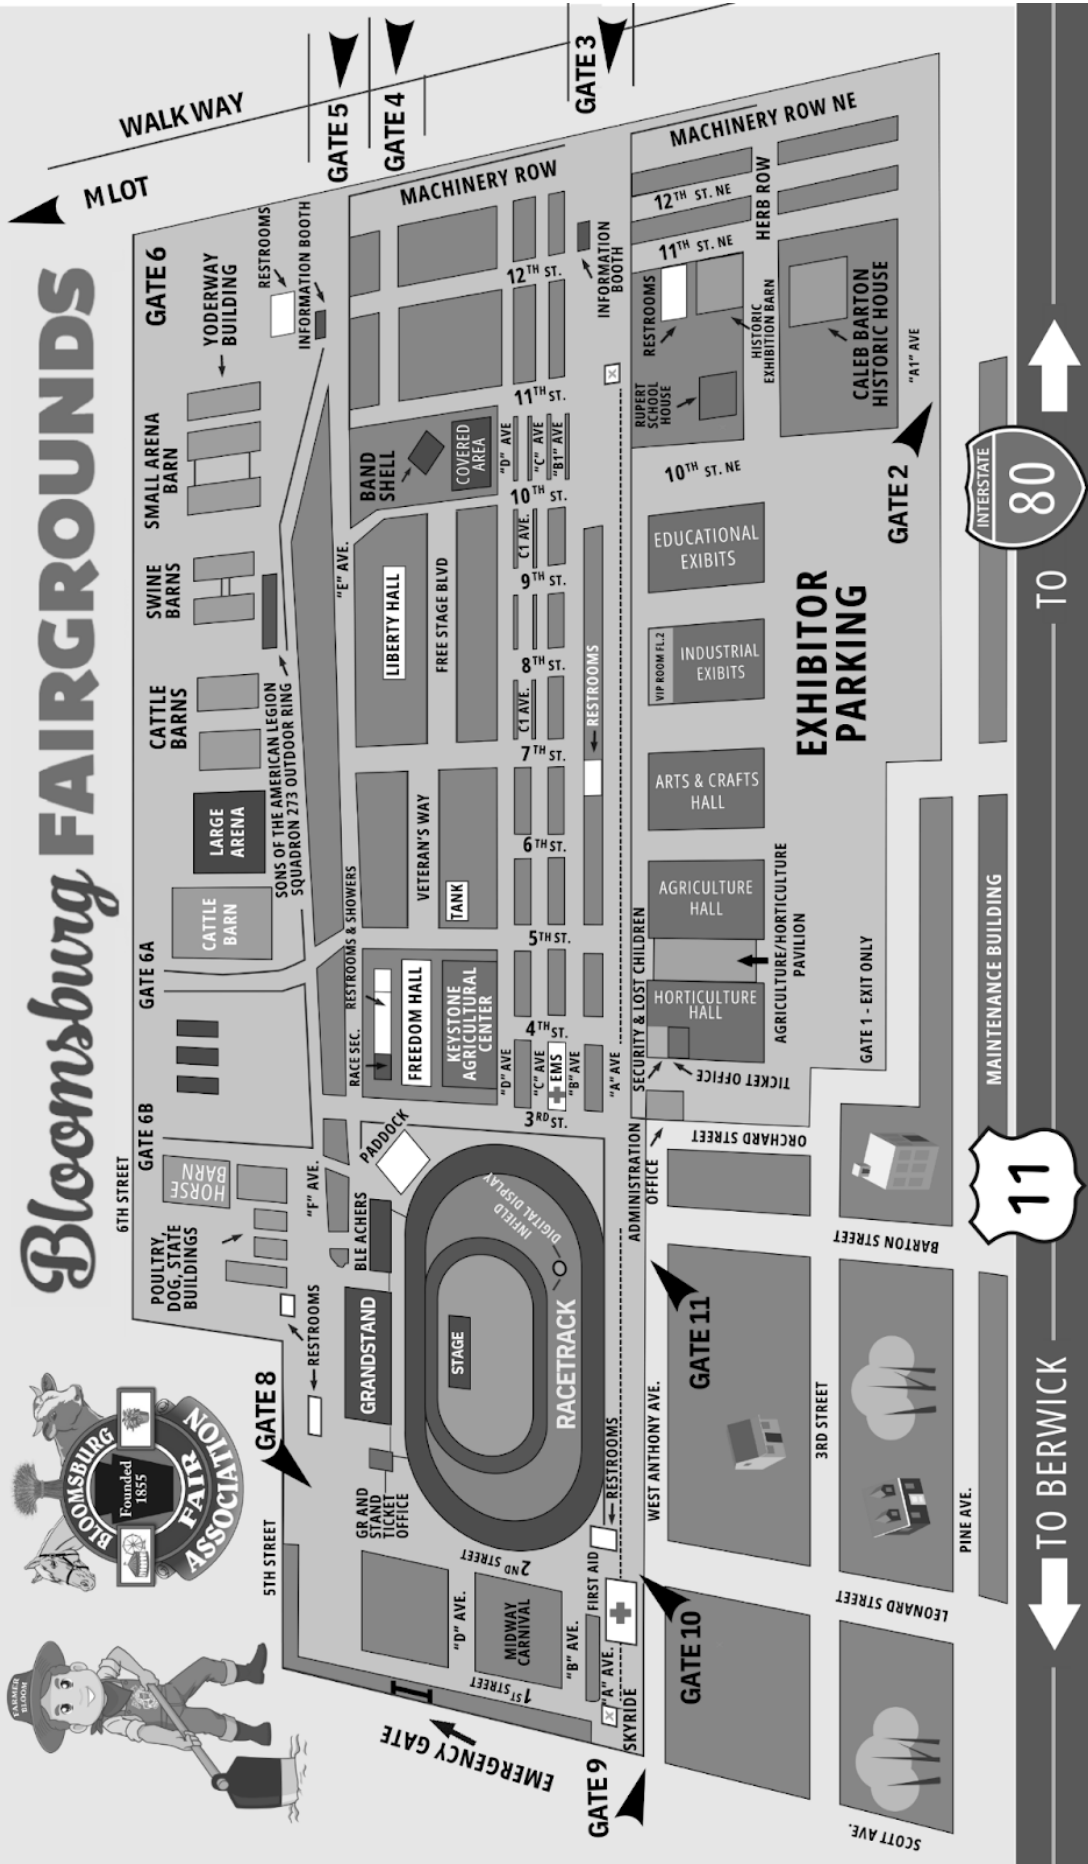 Bloomsburg FAIRGROUNDS
FARMER
BLOOM
BLOOMSBURG
FAIR
ASSOCIATION
Founded
1855
WALK WAY
M LOT
GATE 5
GATE 4
GATE 3
GATE 6
GATE 6A
GATE 6B
6TH STREET
5TH STREET
GATE 8
YODERWAY
BUILDING
RESTROOMS
INFORMATION BOOTH
SMALL ARENA
BARN
SWINE
BARNS
CATTLE
BARNS
SONS OF THE AMERICAN LEGION
SQUADRON 273 OUTDOOR RING
LARGE
ARENA
CATTLE
BARN
HORSE
BARN
POULTRY,
DOG, STATE
BUILDINGS
RESTROOMS
"F" AVE.
"E" AVE.
MACHINERY ROW
12TH ST.
11TH ST.
BAND
SHELL
COVERED
AREA
"D" AVE
"C" AVE
"B1" AVE
10TH ST.
C1 AVE.
9TH ST.
8TH ST.
C1 AVE.
7TH ST.
6TH ST.
5TH ST.
4TH ST.
3RD ST.
LIBERTY HALL
FREE STAGE BLVD
VETERAN'S WAY
TANK
RESTROOMS & SHOWERS
RACE SEC.
FREEDOM HALL
KEYSTONE
AGRICULTURAL
CENTER
"D" AVE
"C" AVE
EMS
"B" AVE
"A" AVE
RESTROOMS
INFORMATION
BOOTH
PADDOCK
BLEACHERS
GRANDSTAND
STAGE
RACETRACK
INFIELD
DIGITAL DISPLAY
GRAND
STAND
TICKET
OFFICE
2ND STREET
"D" AVE.
MIDWAY
CARNIVAL
1ST STREET
"B" AVE.
FIRST AID
RESTROOMS
"A" AVE.
X
SKYRIDE
EMERGENCY GATE
GATE 9
GATE 10
GATE 11
X
MACHINERY ROW NE
12TH ST. NE
HERB ROW
11TH ST. NE
RESTROOMS
HISTORIC
EXHIBITION BARN
RUPERT
SCHOOL
HOUSE
CALEB BARTON
HISTORIC HOUSE
"A1" AVE
10TH ST. NE
GATE 2
EDUCATIONAL
EXIBITS
VIP ROOM FL.2
INDUSTRIAL
EXIBITS
EXHIBITOR
PARKING
ARTS & CRAFTS
HALL
AGRICULTURE
HALL
AGRICULTURE/HORTICULTURE
PAVILION
HORTICULTURE
HALL
SECURITY & LOST CHILDREN
TICKET OFFICE
GATE 1 - EXIT ONLY
ADMINISTRATION
OFFICE
ORCHARD STREET
MAINTENANCE BUILDING
BARTON STREET
WEST ANTHONY AVE.
3RD STREET
PINE AVE.
LEONARD STREET
SCOTT AVE.
TO BERWICK
11
TO
INTERSTATE
80